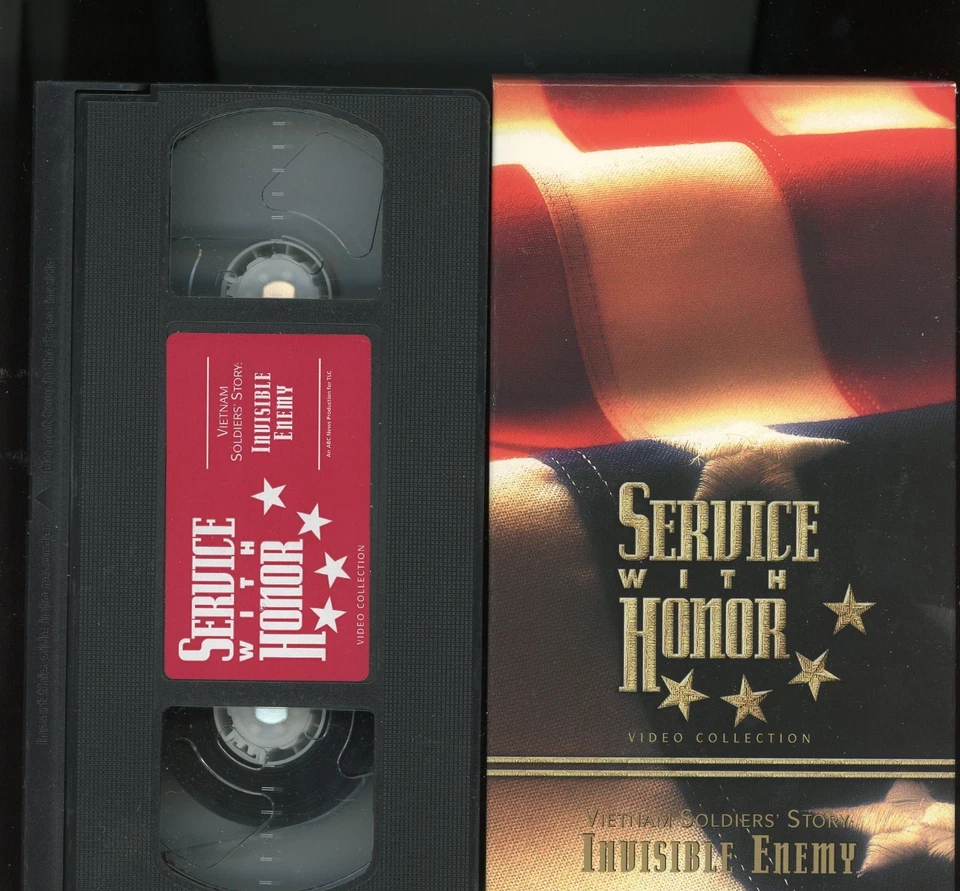 VIETNAM
SOLDIERS' STORY:
INVISIBLE
ENEMY
An ABC News Production for TLC
SERVICE
WITH
HONOR
VIDEO COLLECTION
SERVICE
WITH
HONOR
VIDEO COLLECTION
VIETNAM SOLDIERS' STORY:
INVISIBLE ENEMY